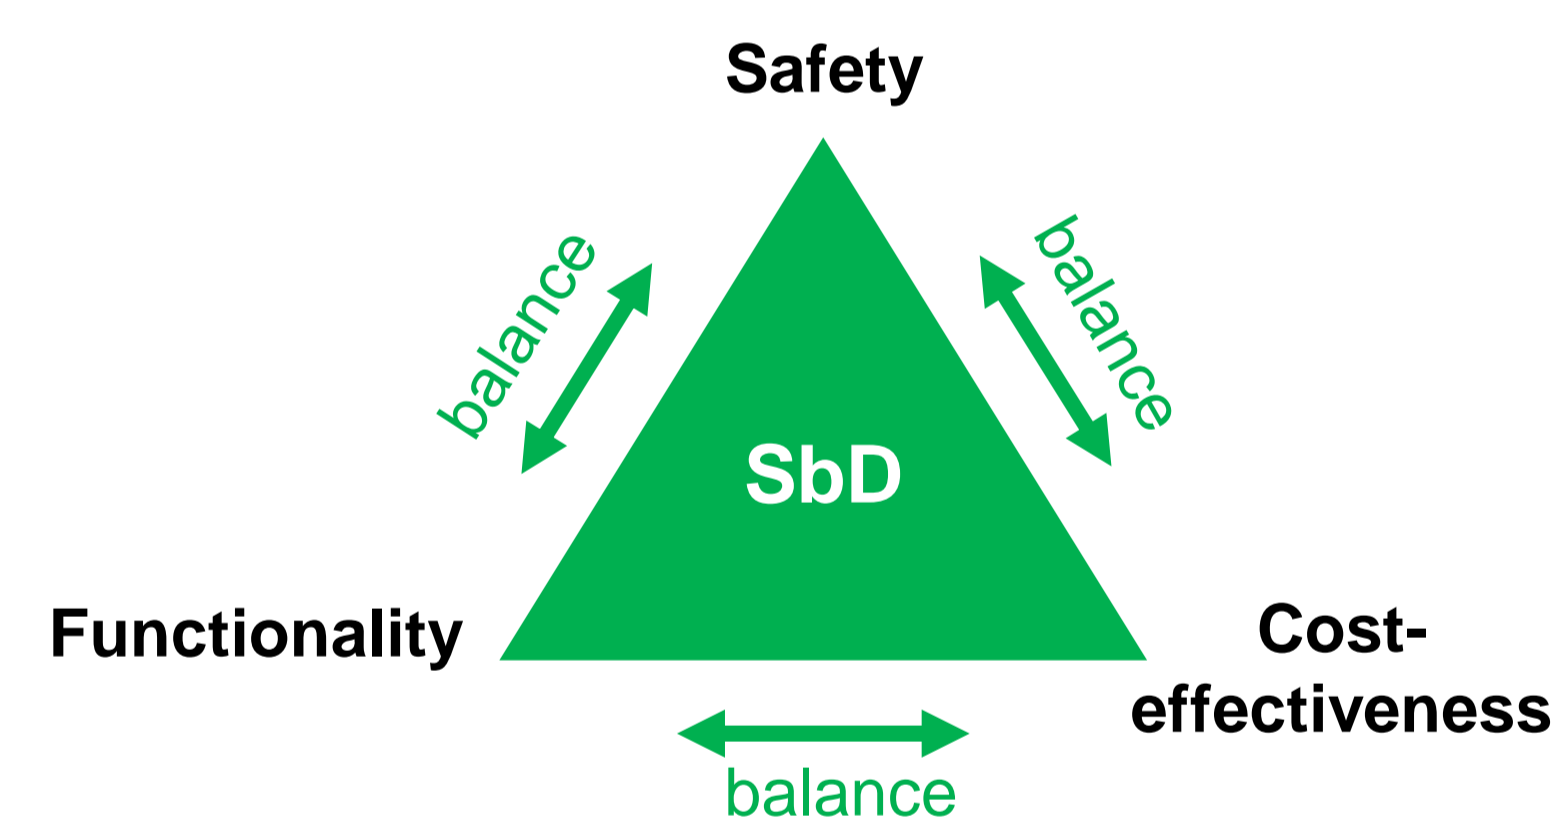 Safety
balance
balance
SbD
Functionality
Cost-
effectiveness
balance